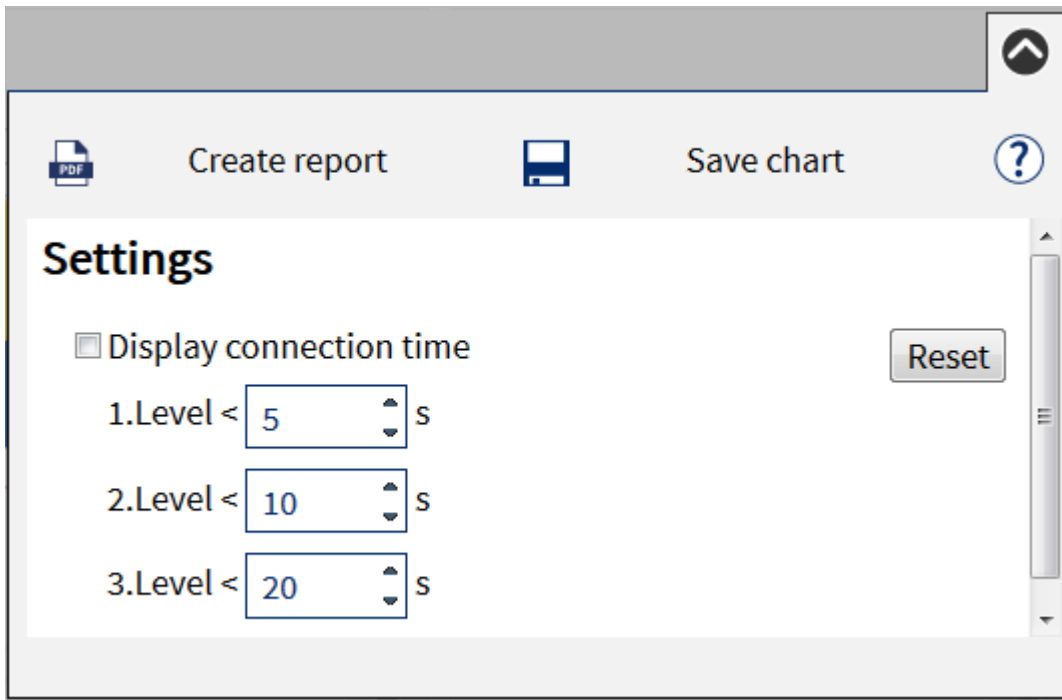 PDF Create report Save chart ?
Settings
Display connection time Reset
1.Level < 5 s
2.Level < 10 s
3.Level < 20 s